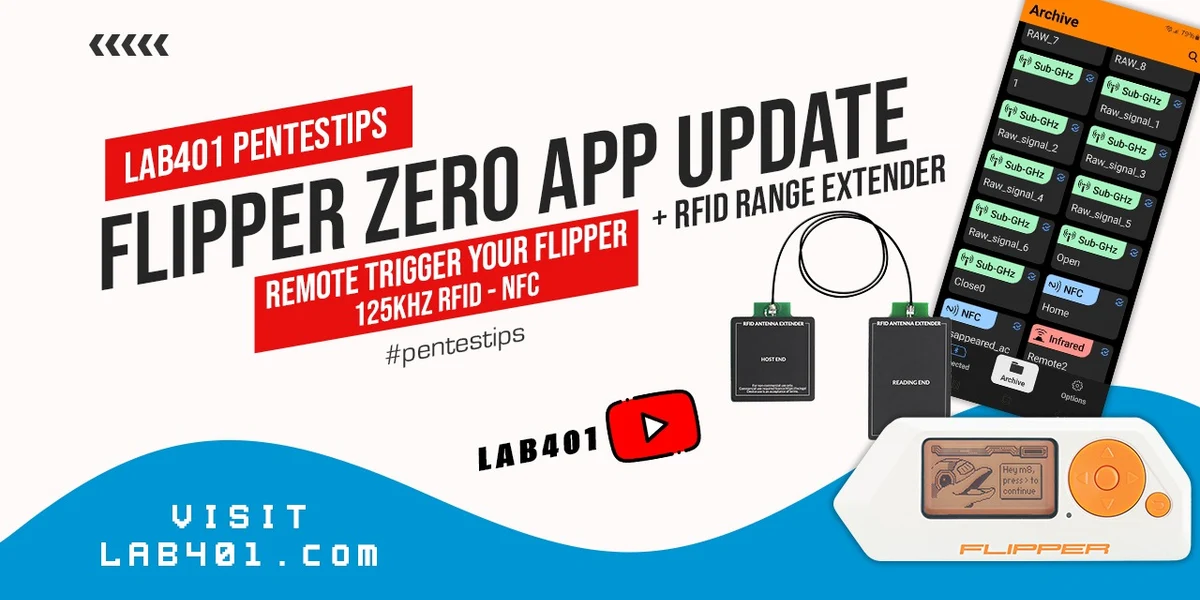 LAB401 PENTESTIPS
FLIPPER ZERO APP UPDATE
+ RFID RANGE EXTENDER
REMOTE TRIGGER YOUR FLIPPER
125KHZ RFID - NFC
#pentestips
LAB401
VISIT
LAB401.com
RFID ANTENNA EXTENDER
HOST END
RFID ANTENNA EXTENDER
READING END
Archive
79%
RAW_7
RAW_8
Sub-GHz
1
Sub-GHz
Raw_signal_1
Sub-GHz
Raw_signal_2
Sub-GHz
Raw_signal_3
Sub-GHz
Raw_signal_4
Sub-GHz
Raw_signal_5
Sub-GHz
Raw_signal_6
Sub-GHz
Open
Sub-GHz
Close0
NFC
Home
NFC
sappeared_ac
Infrared
Remote2
Archive
Options
Hey m8,
press > to
continue
FLIPPER